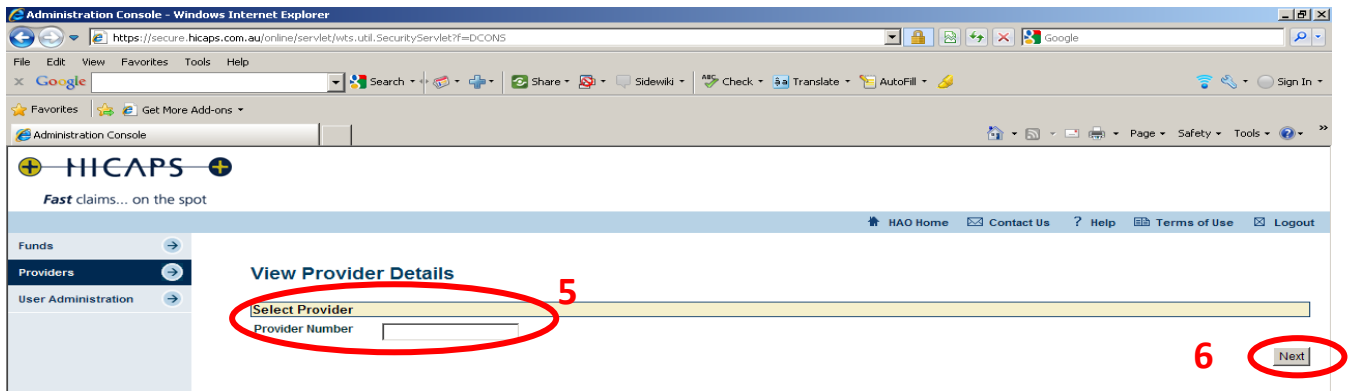 Administration Console - Windows Internet Explorer
https://secure.hicaps.com.au/online/servlet/wts.util.SecurityServlet?f=DCONS
Google
File Edit View Favorites Tools Help
x Google Search Share Sidewiki Check Translate AutoFill Sign In
Favorites Get More Add-ons
Administration Console Page Safety Tools »
HICAPS
Fast claims... on the spot
HAO Home Contact Us ? Help Terms of Use Logout
Funds
Providers
User Administration
View Provider Details
5
Select Provider
Provider Number
6
Next